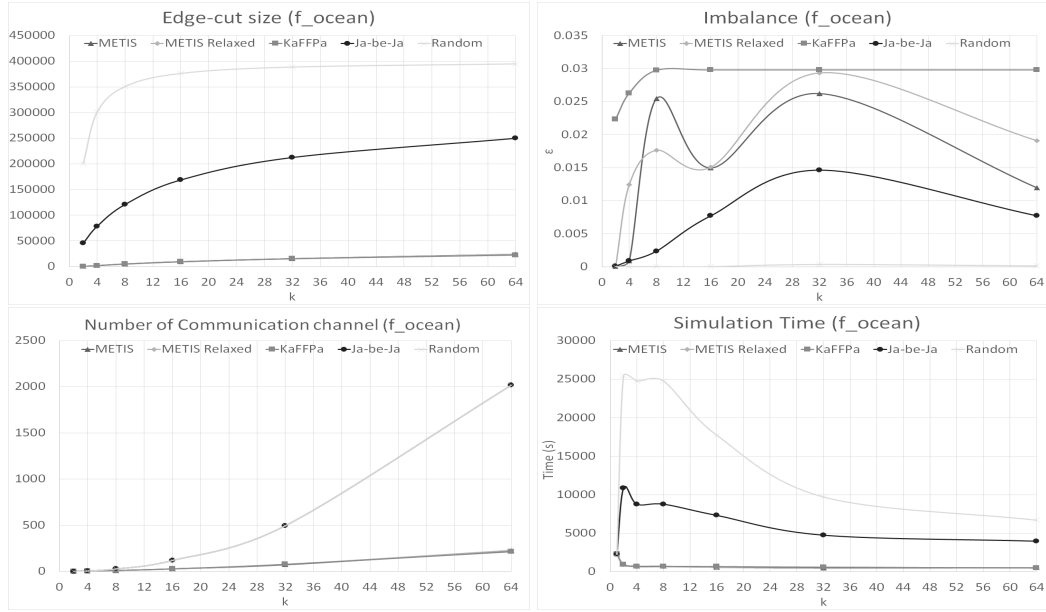 Edge-cut size (f_ocean)
METIS METIS Relaxed KaFFPa Ja-be-Ja Random
450000
400000
350000
300000
250000
200000
150000
100000
50000
0
0 4 8 12 16 20 24 28 32 36 40 44 48 52 56 60 64
k
Imbalance (f_ocean)
METIS METIS Relaxed KaFFPa Ja-be-Ja Random
0.035
0.03
0.025
0.02
0.015
0.01
0.005
0
ε
0 4 8 12 16 20 24 28 32 36 40 44 48 52 56 60 64
k
Number of Communication channel (f_ocean)
METIS METIS Relaxed KaFFPa Ja-be-Ja Random
2500
2000
1500
1000
500
0
0 4 8 12 16 20 24 28 32 36 40 44 48 52 56 60 64
k
Simulation Time (f_ocean)
METIS METIS Relaxed KaFFPa Ja-be-Ja Random
30000
25000
20000
15000
10000
5000
0
Time (s)
0 4 8 12 16 20 24 28 32 36 40 44 48 52 56 60 64
k